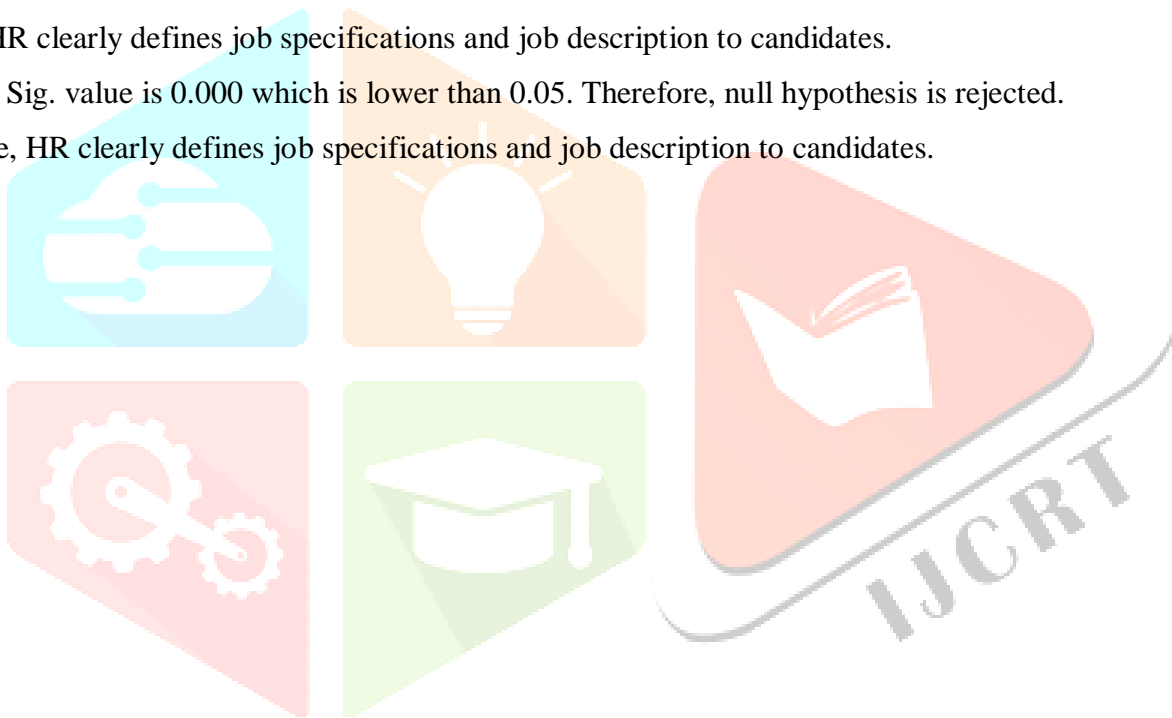 HR clearly defines job specifications and job description to candidates.
Sig. value is 0.000 which is lower than 0.05. Therefore, null hypothesis is rejected.
e, HR clearly defines job specifications and job description to candidates.
IJCRT